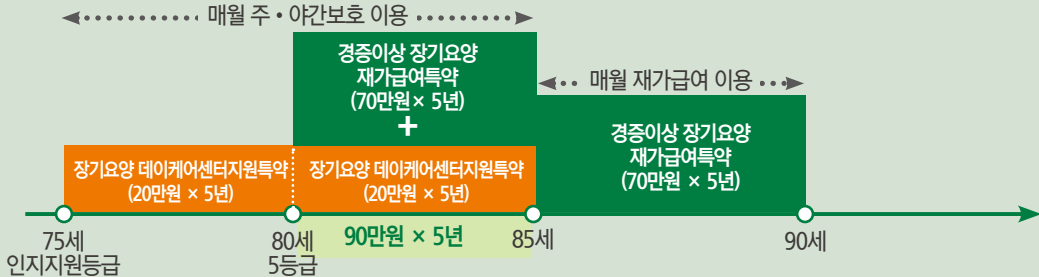 매월 주·야간보호 이용
경증이상 장기요양
재가급여특약
(70만원× 5년)
+
매월 재가급여 이용
경증이상 장기요양
재가급여특약
(70만원 × 5년)
장기요양 데이케어센터지원특약
(20만원 × 5년)
장기요양 데이케어센터지원특약
(20만원 × 5년)
75세
인지지원등급
80세
5등급
90만원 × 5년
85세
90세